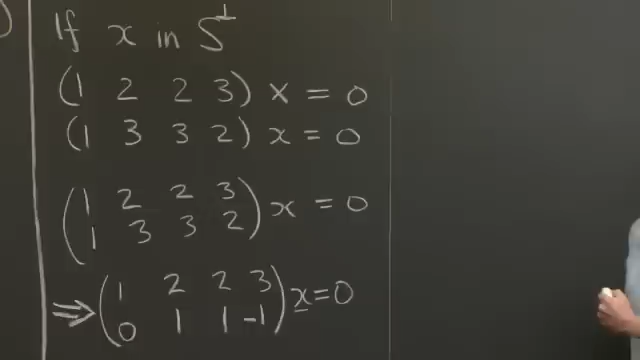 If x in S⊥
(1 2 2 3) x = 0
(1 3 3 2) x = 0
(1 2 2 3
1 3 3 2) x = 0
⇒ (1 2 2 3
0 1 1 -1) x = 0